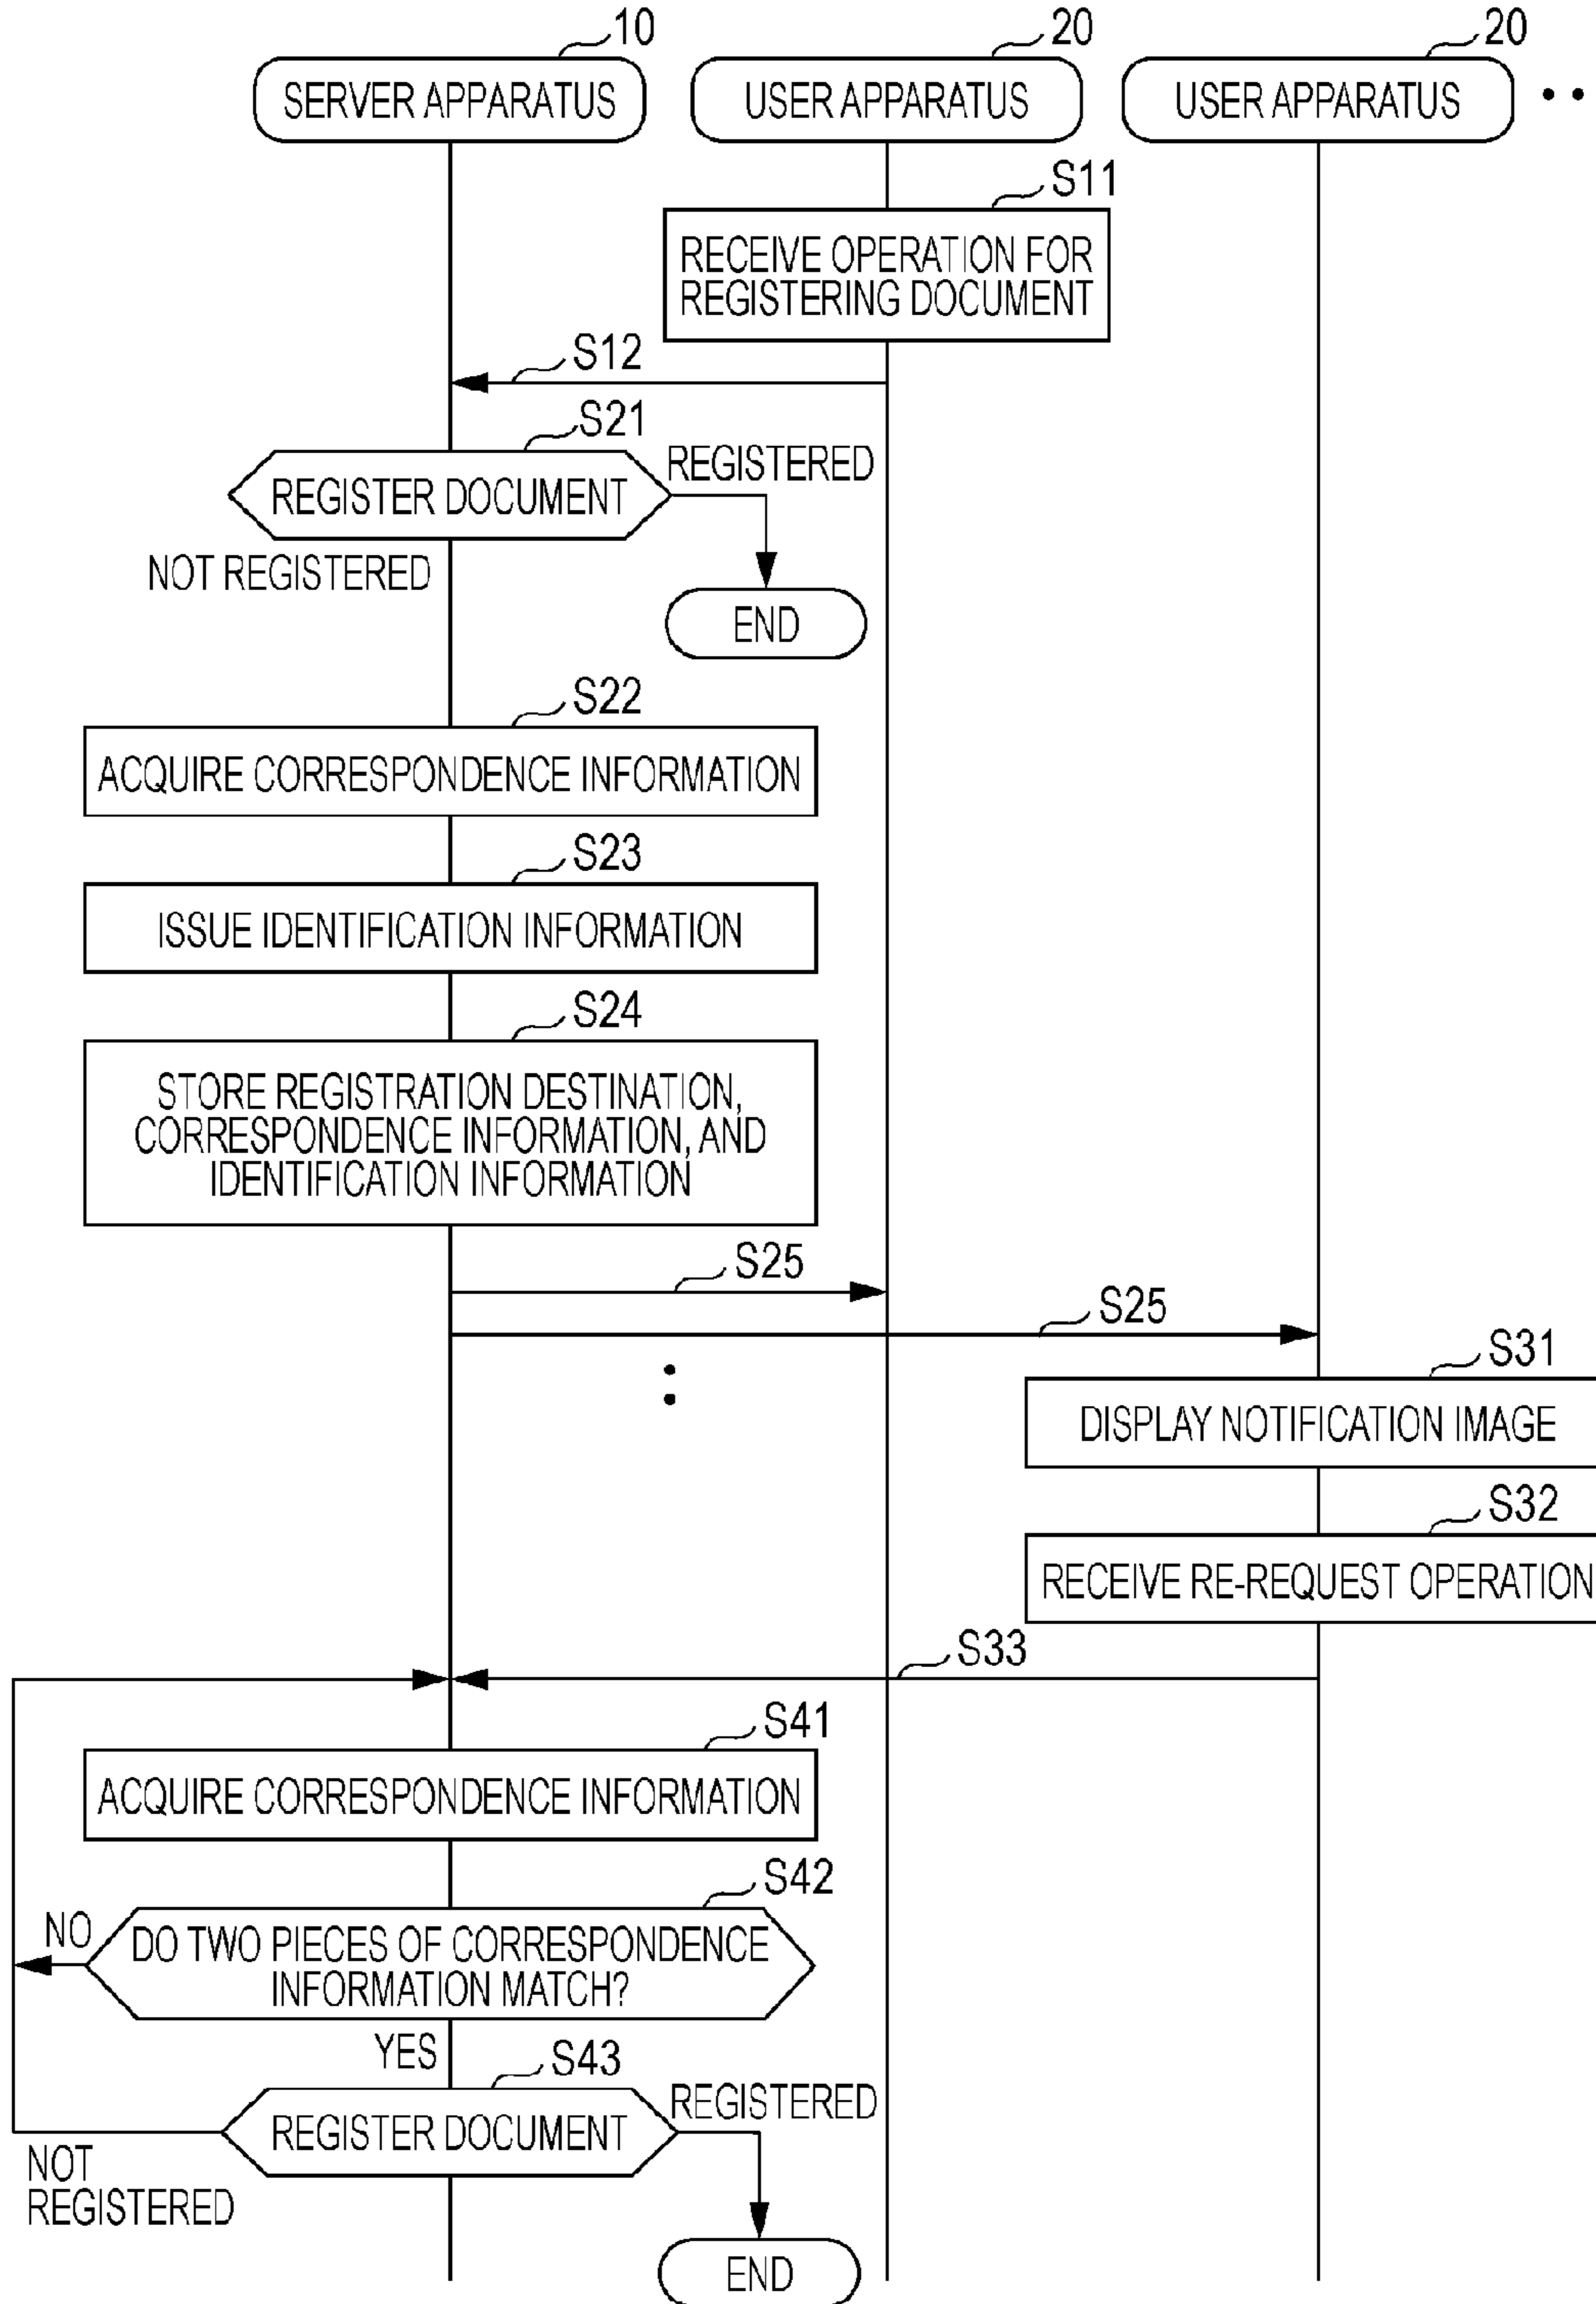 10
20
20
SERVER APPARATUS
USER APPARATUS
USER APPARATUS
S11
RECEIVE OPERATION FOR
REGISTERING DOCUMENT
S12
S21
REGISTER DOCUMENT
REGISTERED
NOT REGISTERED
END
S22
ACQUIRE CORRESPONDENCE INFORMATION
S23
ISSUE IDENTIFICATION INFORMATION
S24
STORE REGISTRATION DESTINATION,
CORRESPONDENCE INFORMATION, AND
IDENTIFICATION INFORMATION
S25
S25
S31
DISPLAY NOTIFICATION IMAGE
S32
RECEIVE RE-REQUEST OPERATION
S33
S41
ACQUIRE CORRESPONDENCE INFORMATION
S42
NO
DO TWO PIECES OF CORRESPONDENCE
INFORMATION MATCH?
YES
S43
REGISTER DOCUMENT
REGISTERED
NOT
REGISTERED
END